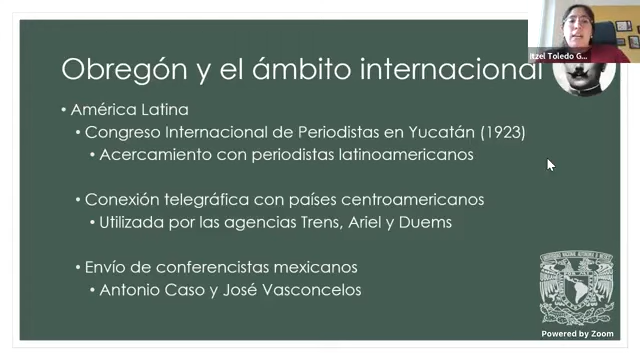 Itzel Toledo G...
Obregón y el ámbito internacional
• América Latina
• Congreso Internacional de Periodistas en Yucatán (1923)
• Acercamiento con periodistas latinoamericanos
• Conexión telegráfica con países centroamericanos
• Utilizada por las agencias Trens, Ariel y Duems
• Envío de conferencistas mexicanos
• Antonio Caso y José Vasconcelos
Powered by Zoom